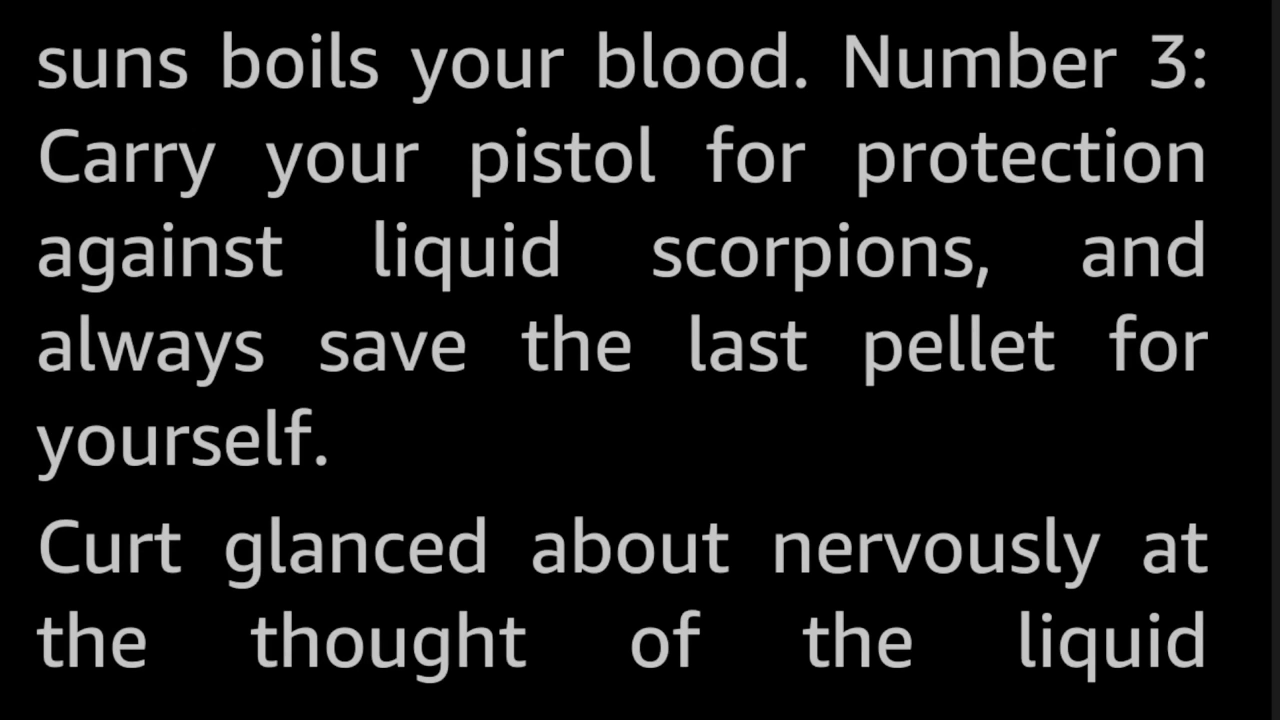 suns boils your blood. Number 3:
Carry your pistol for protection
against liquid scorpions, and
always save the last pellet for
yourself.
Curt glanced about nervously at
the thought of the liquid